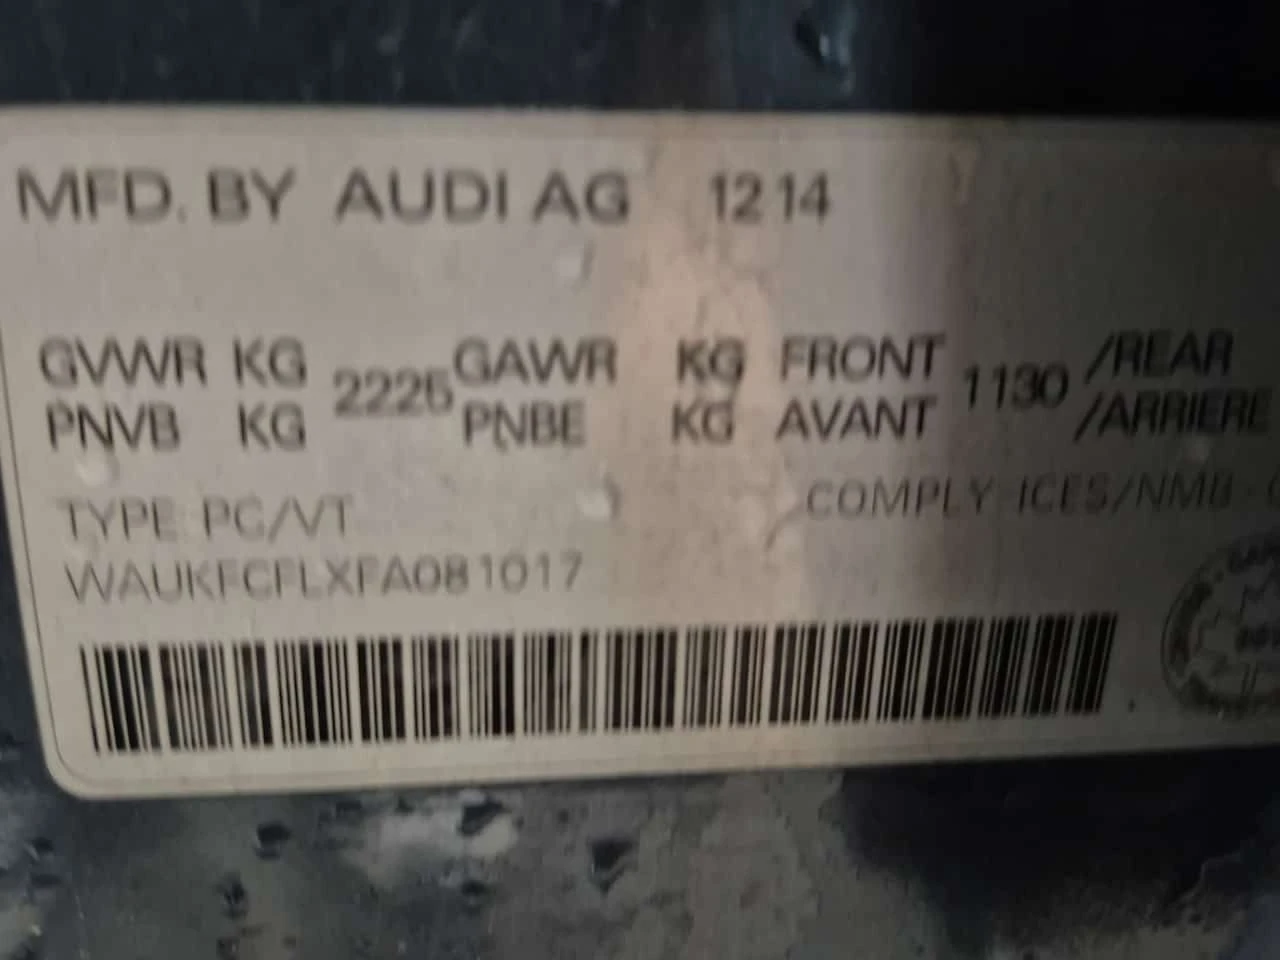 MFD. BY AUDI AG 12 14
GVWR KG 2225 GAWR KG FRONT 1130 /REAR
PNVB KG PNBE KG AVANT /ARRIERE
TYPE: PC/VT COMPLY-ICES/NMB-
WAUKFCFLXFA081017